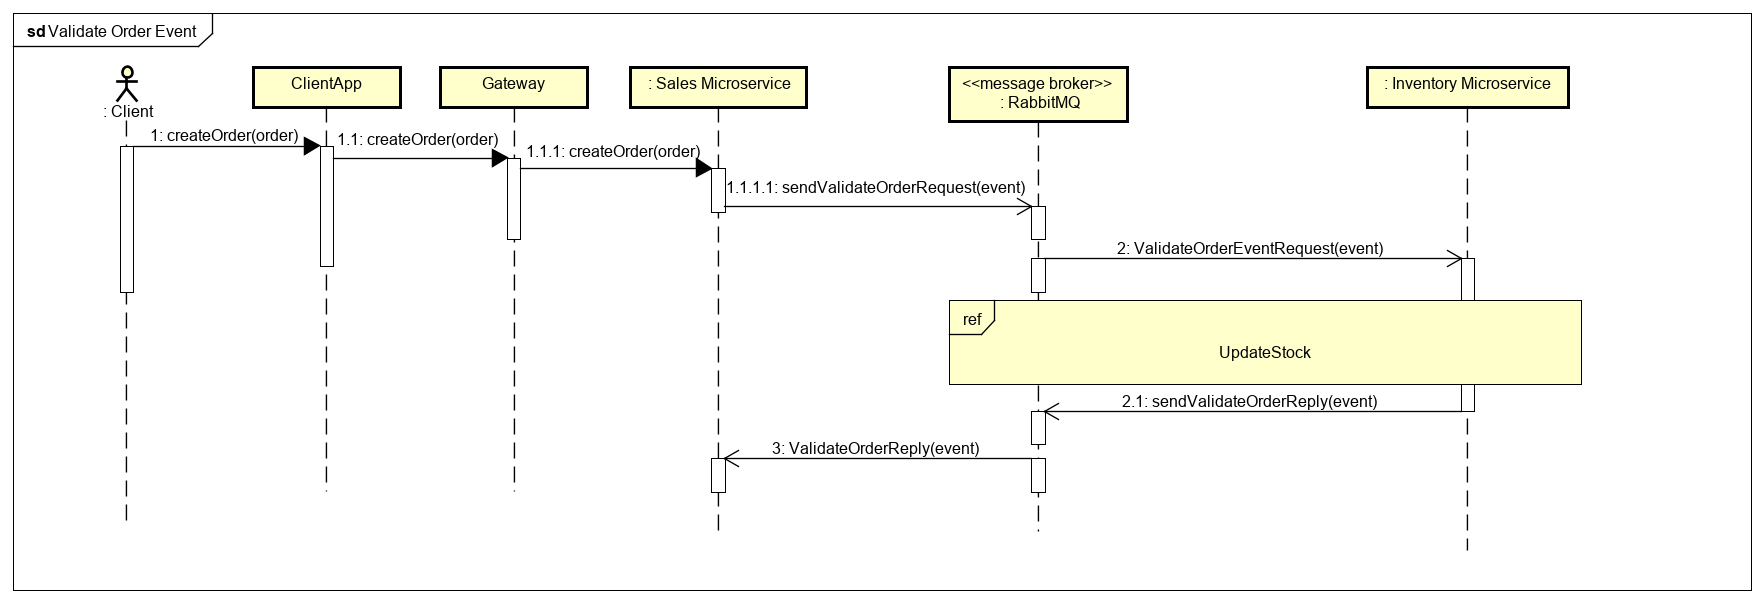 sd Validate Order Event
: Client
ClientApp
Gateway
: Sales Microservice
<<message broker>>
: RabbitMQ
: Inventory Microservice
1: createOrder(order)
1.1: createOrder(order)
1.1.1: createOrder(order)
1.1.1.1: sendValidateOrderRequest(event)
2: ValidateOrderEventRequest(event)
ref
UpdateStock
2.1: sendValidateOrderReply(event)
3: ValidateOrderReply(event)